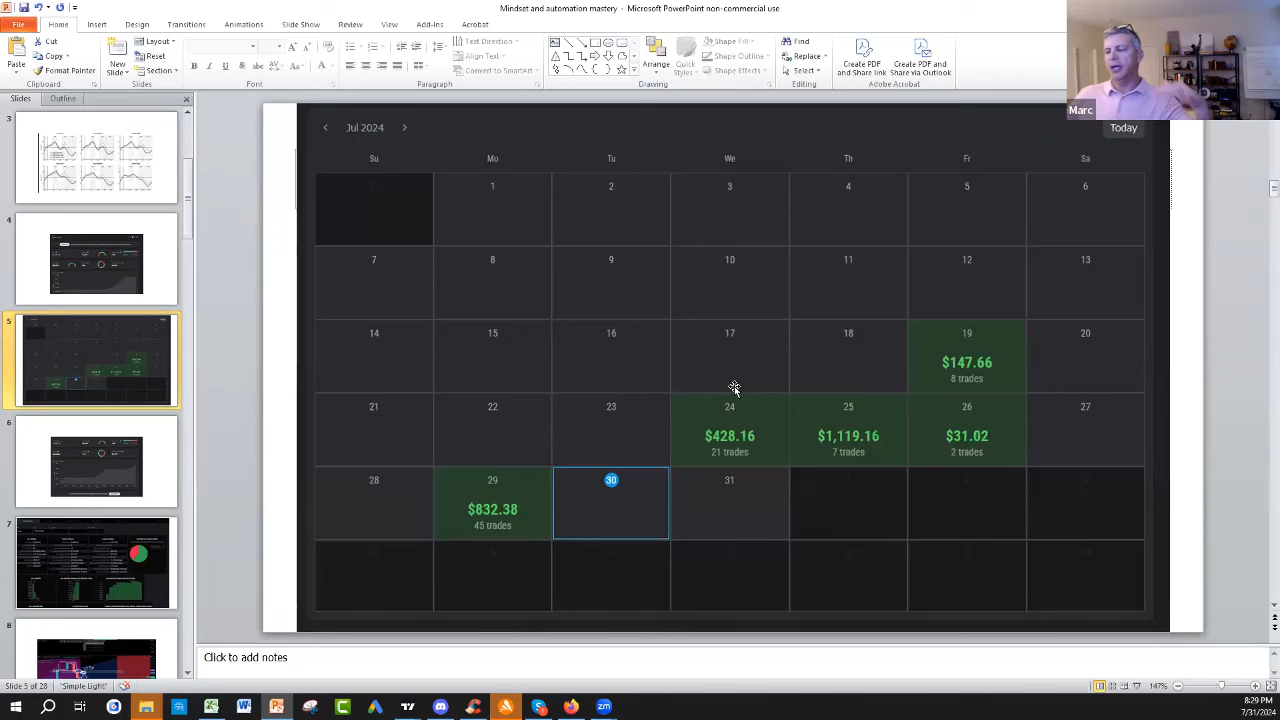 Mindset and automation mastery - Microsoft PowerPoint non-commercial use
File Home Insert Design Transitions Animations Slide Show Review View Add-Ins Acrobat
Cut Layout Text Direction Shape Fill Find
Copy Reset Align Text Shape Outline Replace
Paste Format Painter New Slide Section Convert to SmartArt Arrange Quick Styles Shape Effects Select Create PDF and Share link Create PDF and Share via Outlook
Clipboard Slides Font Paragraph Drawing Editing Adobe Acrobat
Marc
Slides Outline
Jul 2024 Today
Su Mo Tu We Th Fr Sa
1 2 3 4 5 6
7 8 9 10 11 12 13
14 15 16 17 18 19 20
$147.66
8 trades
21 22 23 24 25 26 27
$428.16 $1,119.16 $31.02
21 trades 7 trades 2 trades
28 29 30 31
$832.38
45 trades
3
4
5
6
7
8
Click to add notes
Slide 5 of 28 "Simple Light" 147%
8:29 PM
7/31/2024